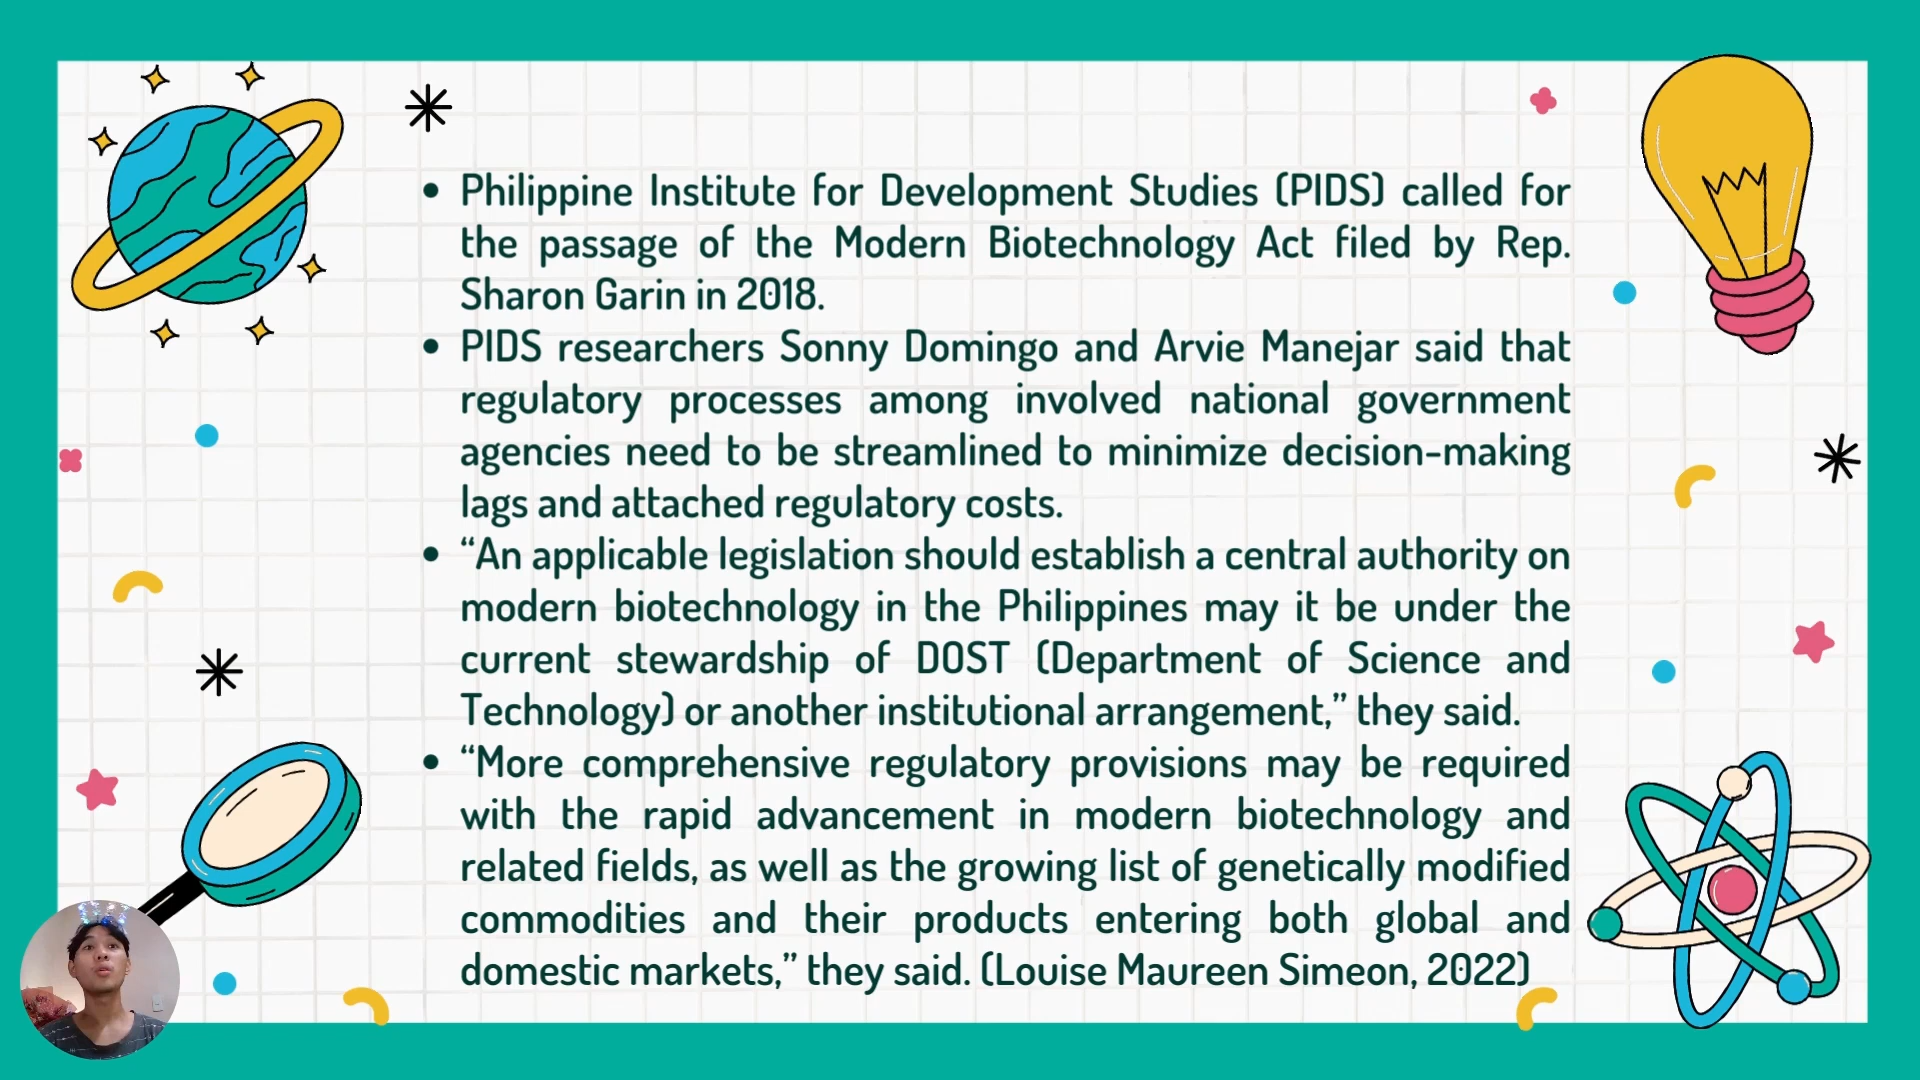 • Philippine Institute for Development Studies (PIDS) called for
the passage of the Modern Biotechnology Act filed by Rep.
Sharon Garin in 2018.
• PIDS researchers Sonny Domingo and Arvie Manejar said that
regulatory processes among involved national government
agencies need to be streamlined to minimize decision-making
lags and attached regulatory costs.
• “An applicable legislation should establish a central authority on
modern biotechnology in the Philippines may it be under the
current stewardship of DOST (Department of Science and
Technology) or another institutional arrangement,” they said.
• “More comprehensive regulatory provisions may be required
with the rapid advancement in modern biotechnology and
related fields, as well as the growing list of genetically modified
commodities and their products entering both global and
domestic markets,” they said. (Louise Maureen Simeon, 2022)